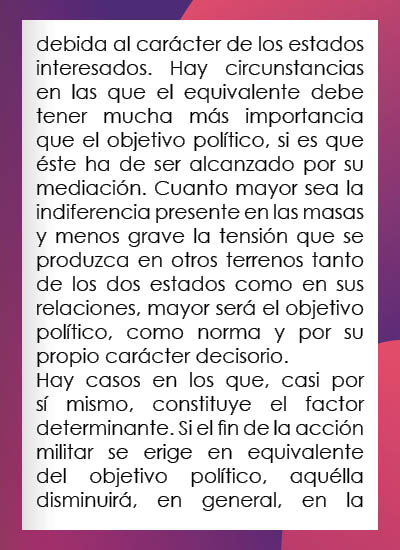 debida al carácter de los estados
interesados. Hay circunstancias
en las que el equivalente debe
tener mucha más importancia
que el objetivo político, si es que
éste ha de ser alcanzado por su
mediación. Cuanto mayor sea la
indiferencia presente en las masas
y menos grave la tensión que se
produzca en otros terrenos tanto
de los dos estados como en sus
relaciones, mayor será el objetivo
político, como norma y por su
propio carácter decisorio.
Hay casos en los que, casi por
sí mismo, constituye el factor
determinante. Si el fin de la acción
militar se erige en equivalente
del objetivo político, aquélla
disminuirá, en general, en la